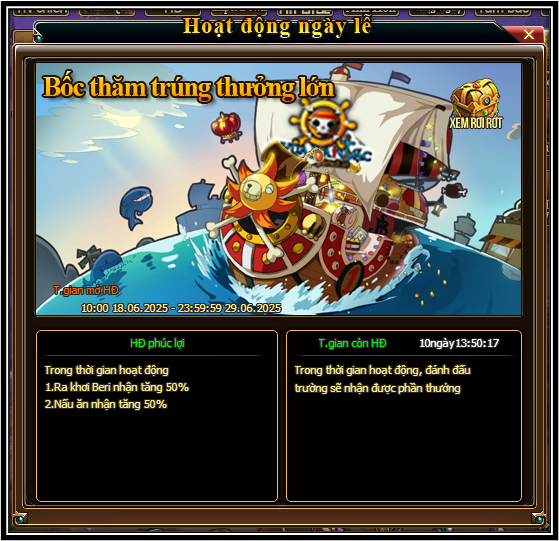 Hoạt động ngày lễ
Bốc thăm trúng thưởng lớn
XEM RƠI RỚT
T.gian mở HĐ
10:00 18.06.2025 - 23:59:59 29.06.2025
HĐ phúc lợi
Trong thời gian hoạt động
1.Ra khơi Beri nhận tăng 50%
2.Nấu ăn nhận tăng 50%
T.gian còn HĐ 10ngày13:50:17
Trong thời gian hoạt động, đánh đấu
trường sẽ nhận được phần thưởng